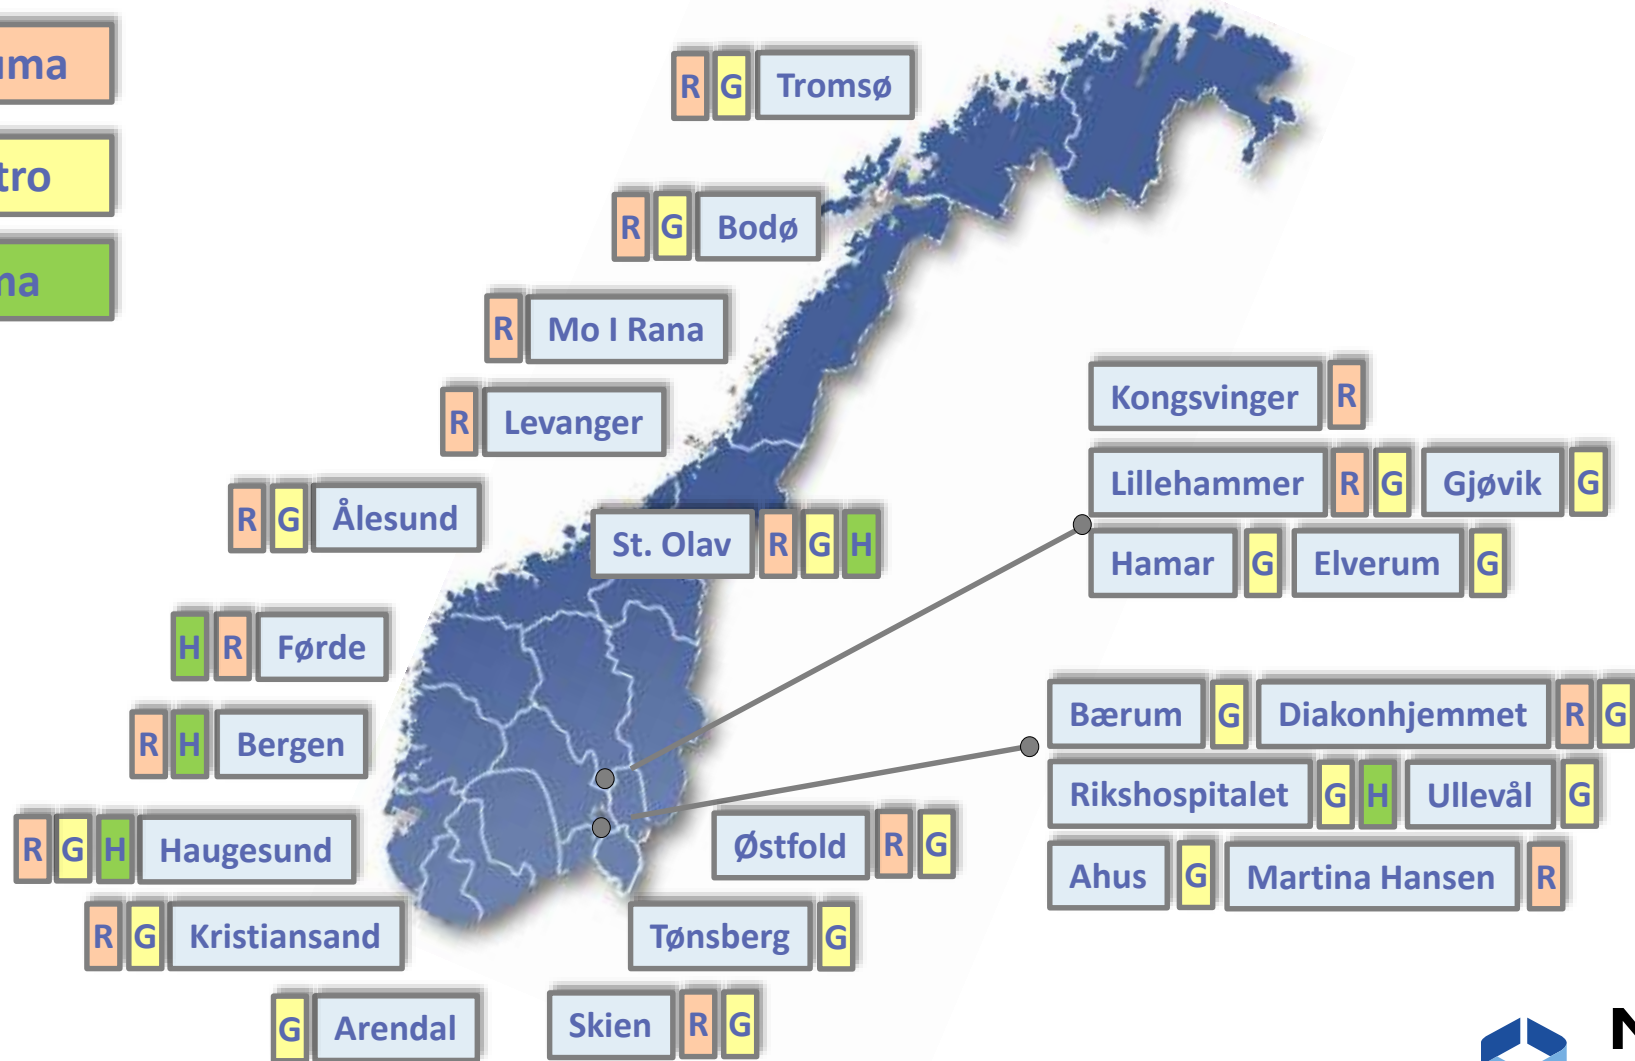 uma
tro
ma
R G Tromsø
R G Bodø
R Mo I Rana
R Levanger
R G Ålesund
St. Olav R G H
H R Førde
R H Bergen
R G H Haugesund
R G Kristiansand
G Arendal
Østfold R G
Tønsberg G
Skien R G
Kongsvinger R
Lillehammer R G Gjøvik G
Hamar G Elverum G
Bærum G Diakonhjemmet R G
Rikshospitalet G H Ullevål G
Ahus G Martina Hansen R
N